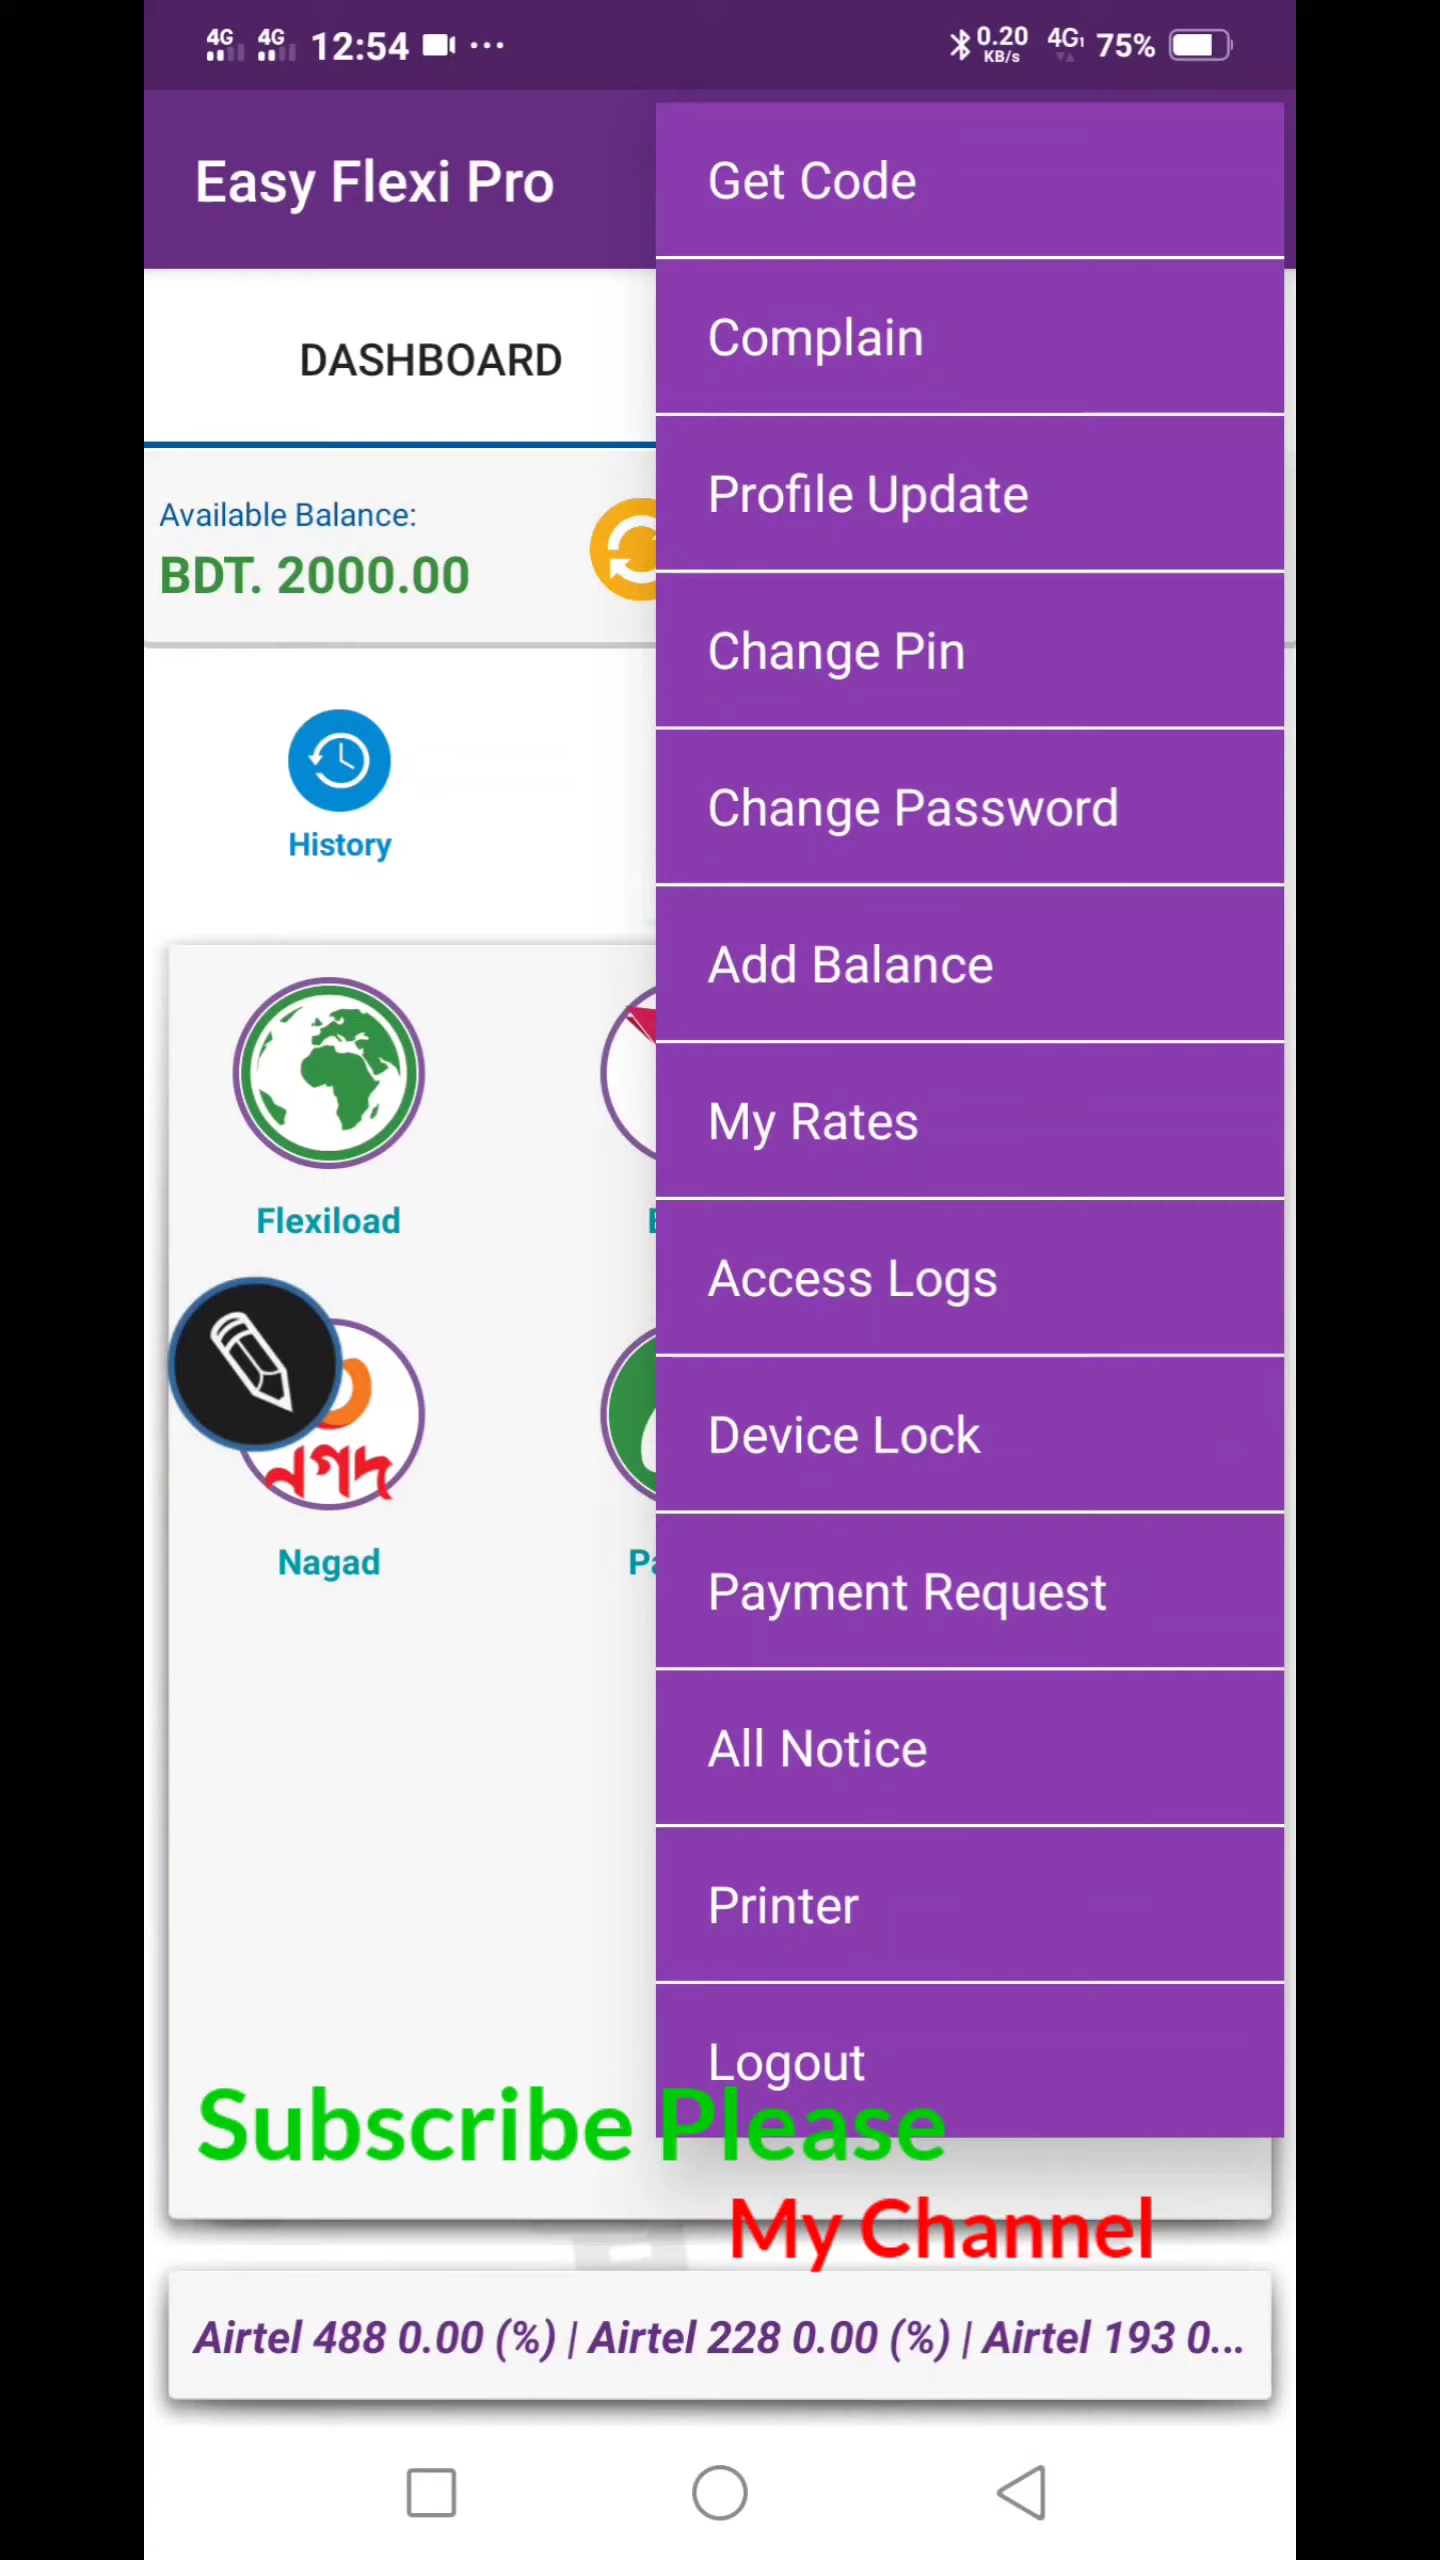 4G 4G 12:54 0.20 KB/s 4G 75%
Easy Flexi Pro
Get Code
Complain
DASHBOARD
Profile Update
Available Balance:
BDT. 2000.00
Change Pin
Change Password
History
Add Balance
My Rates
Flexiload
Access Logs
Device Lock
নগদ
Nagad
Payment Request
All Notice
Printer
Logout
Subscribe Please
My Channel
Airtel 488 0.00 (%) | Airtel 228 0.00 (%) | Airtel 193 0...